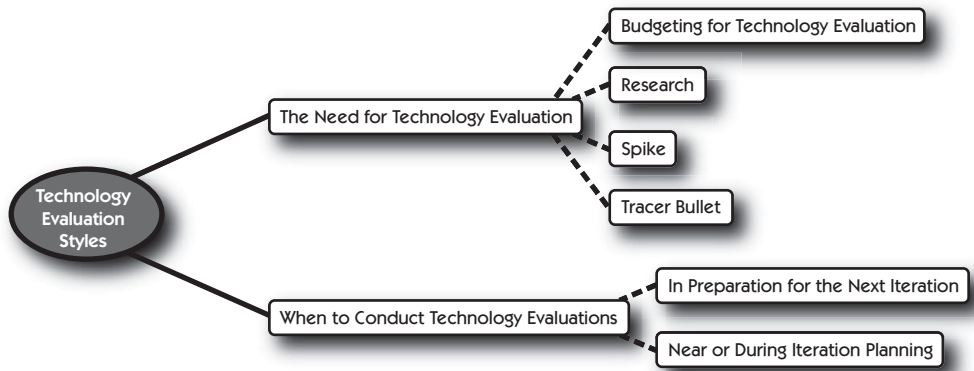 Technology
Evaluation
Styles
The Need for Technology Evaluation
Budgeting for Technology Evaluation
Research
Spike
Tracer Bullet
When to Conduct Technology Evaluations
In Preparation for the Next Iteration
Near or During Iteration Planning